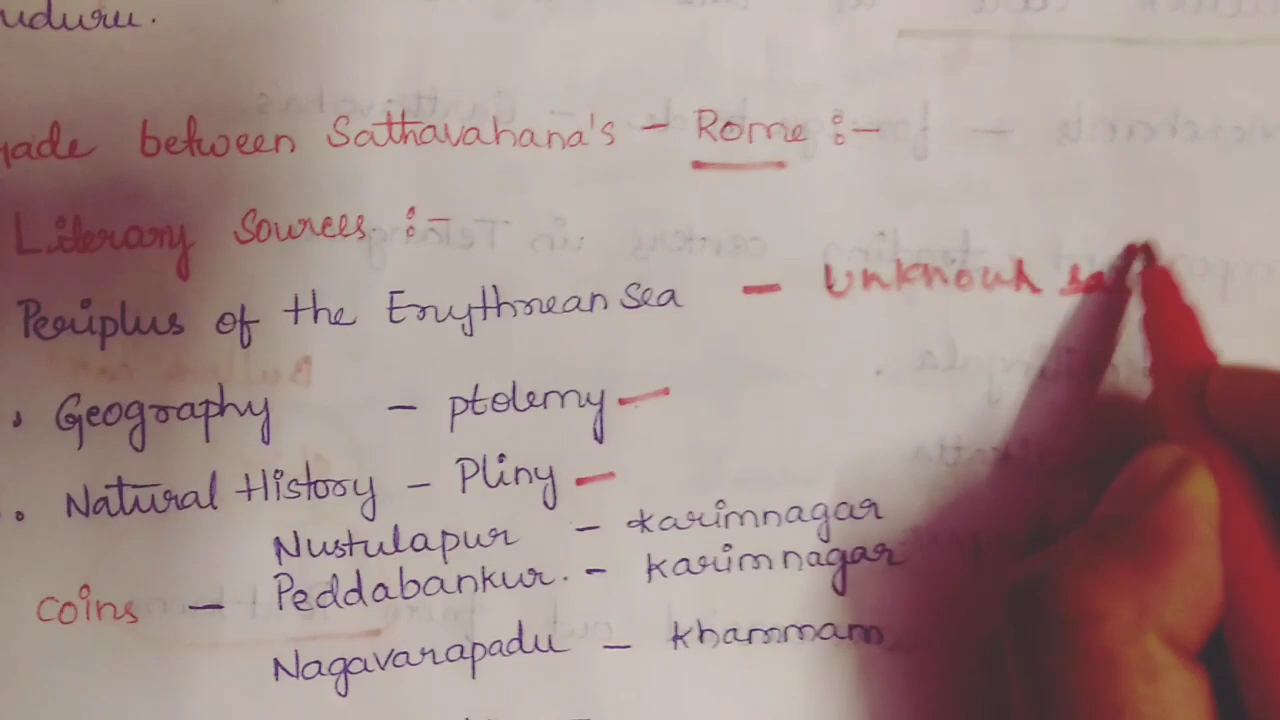 uduru.
rade between Sathavahana's - Rome :-
Literary Sources :-
Periplus of the Erythrean Sea - Unknown
• Geography - ptolemy -
• Natural History - Pliny -
Nustulapur - Karimnagar
Peddabankur. - Karimnagar
coins -
Nagavarapadu - Khammam